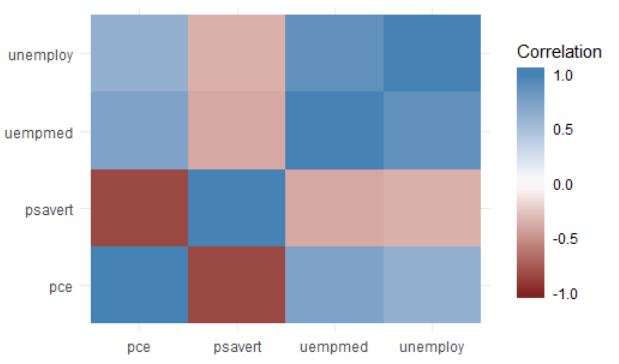 unemploy
uempmed
psavert
pce
pce psavert uempmed unemploy
Correlation
1.0
0.5
0.0
-0.5
-1.0